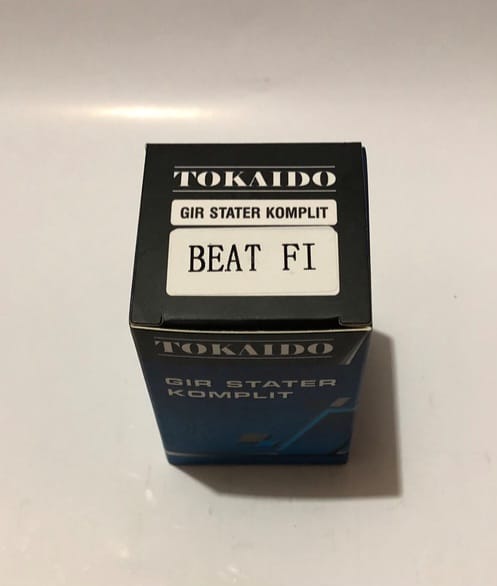 TOKAIDO
GIR STATER KOMPLIT
BEAT FI
TOKAIDO
GIR STATER
KOMPLIT